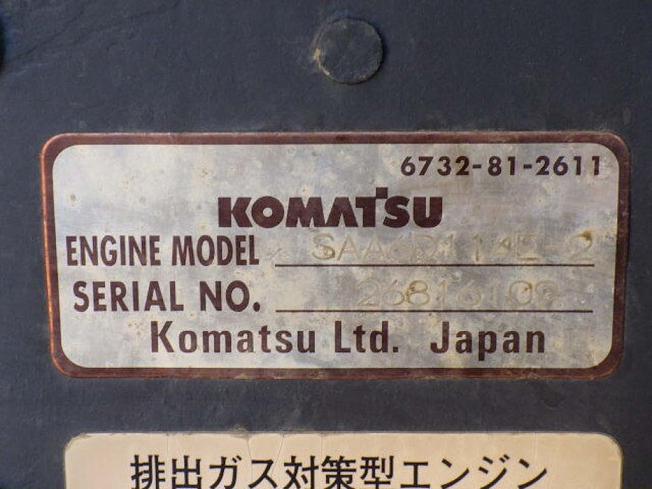 6732-81-2611
KOMATSU
ENGINE MODEL
SERIAL NO.
Komatsu Ltd. Japan
排出ガス対策型エンジン